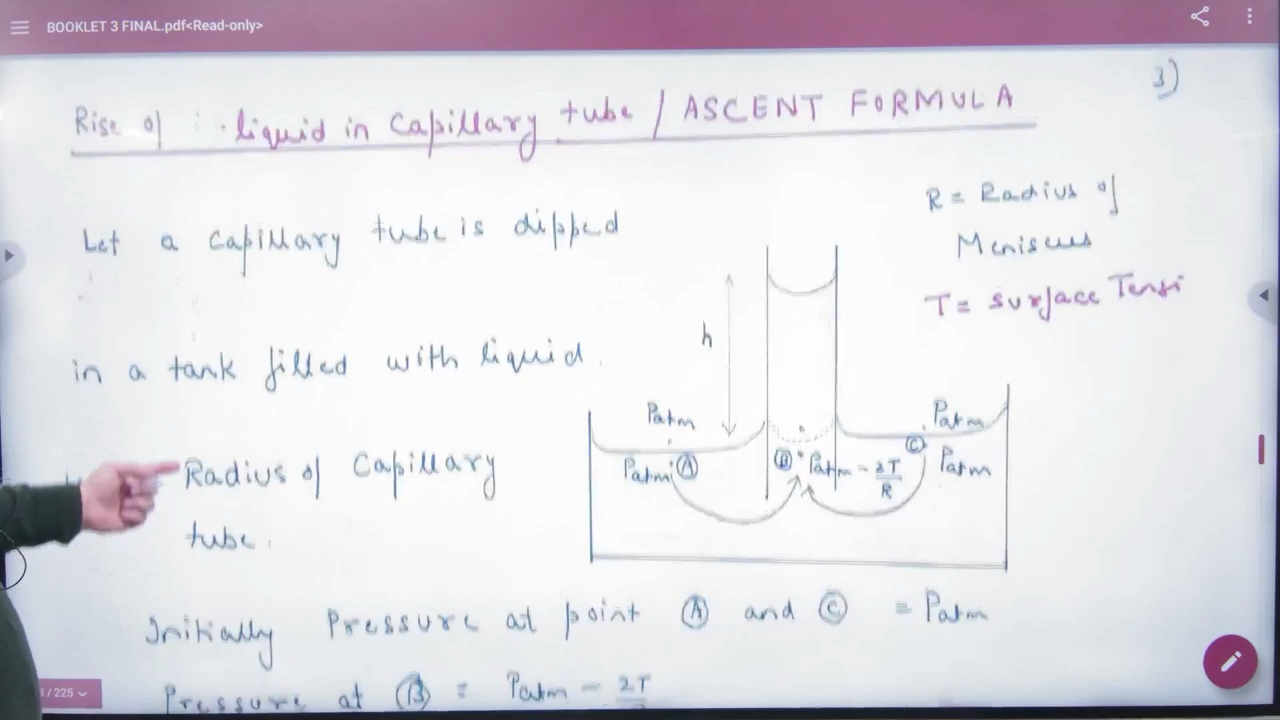 BOOKLET 3 FINAL.pdf<Read-only>
3)
Rise of liquid in Capillary tube / ASCENT FORMULA
R = Radius of
Meniscus
T = Surface Tensi
Let a Capillary tube is dipped
in a tank filled with liquid.
h
Patm
Patm
Patm A
B Patm - 2T/R
C
Patm
Radius of Capillary
tube.
Initially Pressure at point A and C = Patm
Pressure at B = Patm - 2T
/ 225